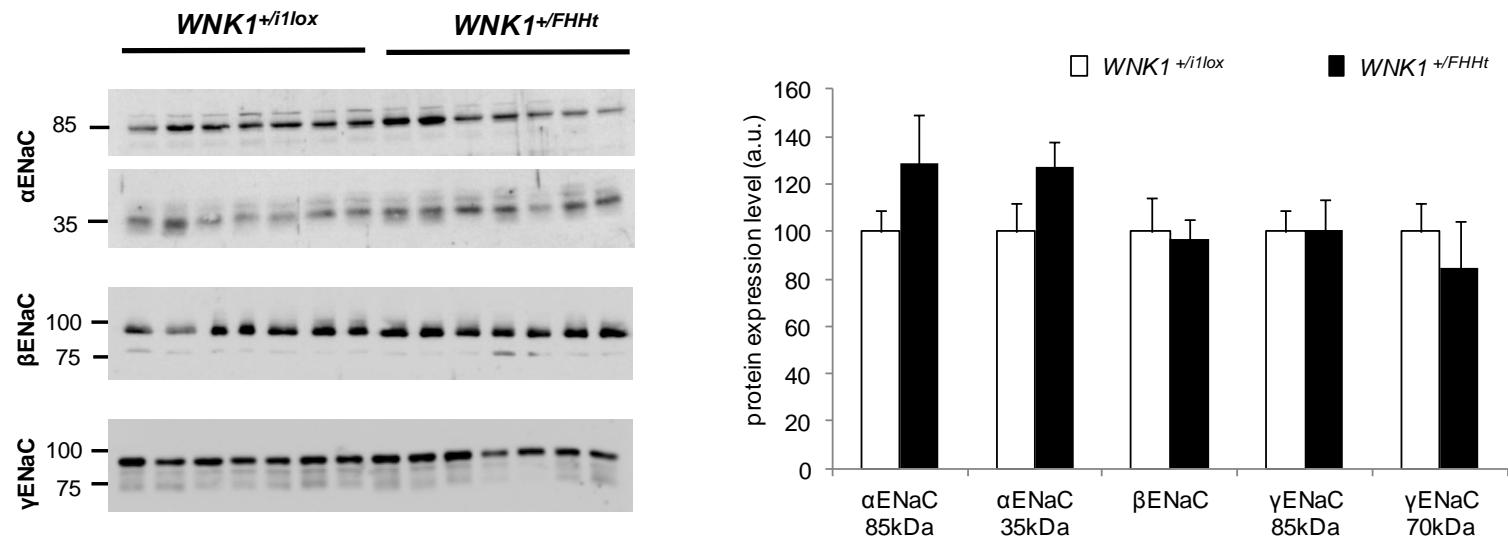 WNK1+/i1lox WNK1+/FHHt
αENaC
85
35
βENaC
100
75
γENaC
100
75
WNK1+/i1lox WNK1+/FHHt
protein expression level (a.u.)
160
140
120
100
80
60
40
20
0
αENaC αENaC βENaC γENaC γENaC
85kDa 35kDa 85kDa 70kDa